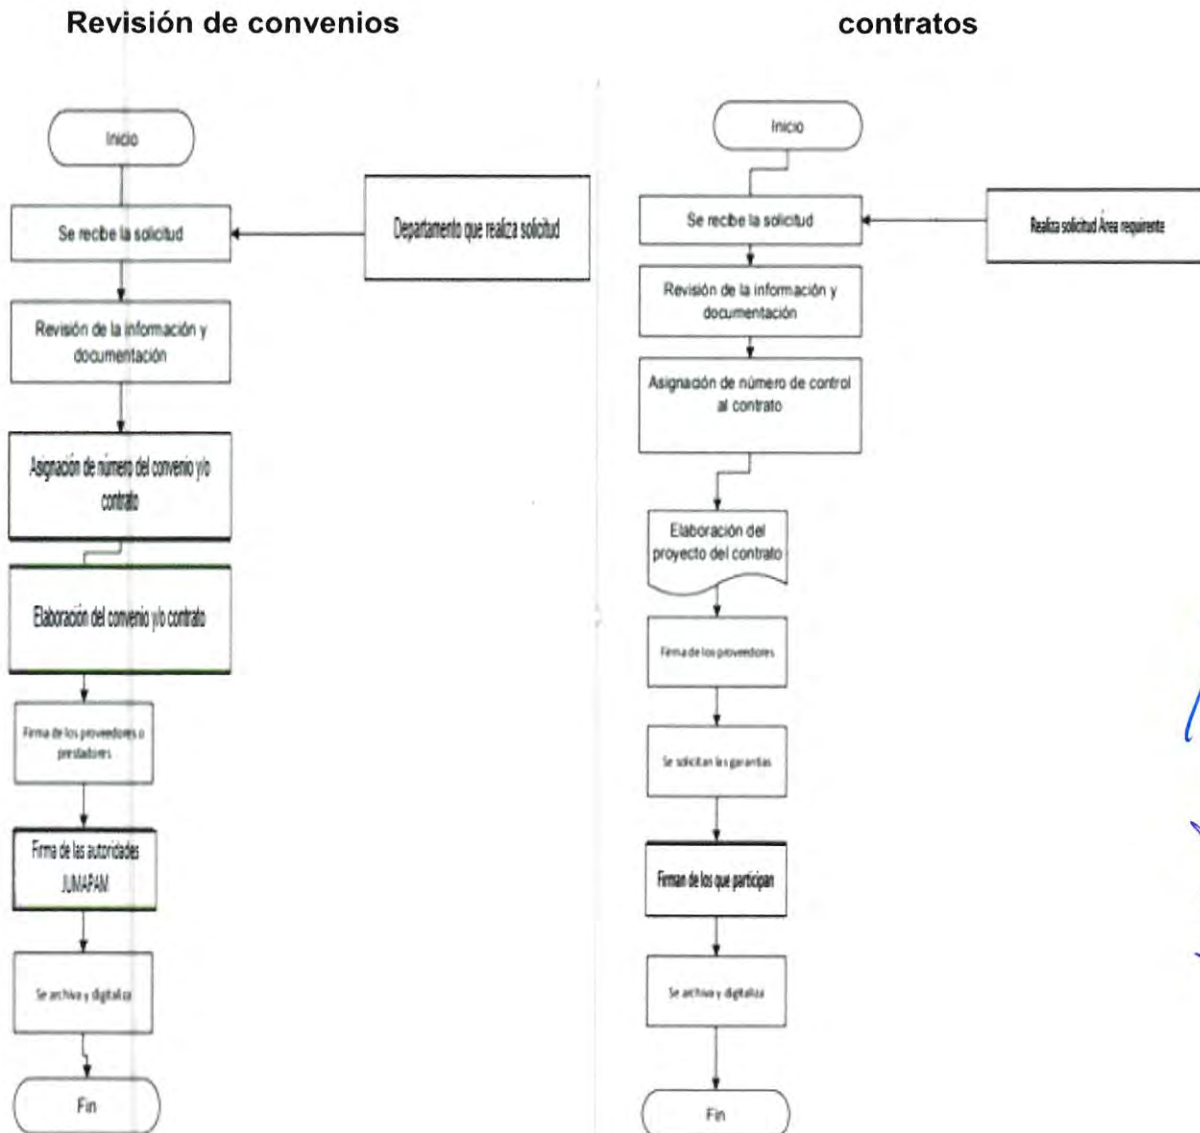 Revisión de convenios
Inicio
Se recibe la solicitud
Departamento que realiza solicitud
Revisión de la información y
documentación
Asignación de número del convenio y/o
contrato
Elaboración del convenio y/o contrato
Firma de los proveedores o
prestadores
Firma de las autoridades
JUMAPAM
Se archiva y digitaliza
Fin
contratos
Inicio
Se recibe la solicitud
Realiza solicitud Área requirente
Revisión de la información y
documentación
Asignación de número de control
al contrato
Elaboración del
proyecto del contrato
Firma de los proveedores
Se solicitan las garantías
Firman de los que participan
Se archiva y digitaliza
Fin